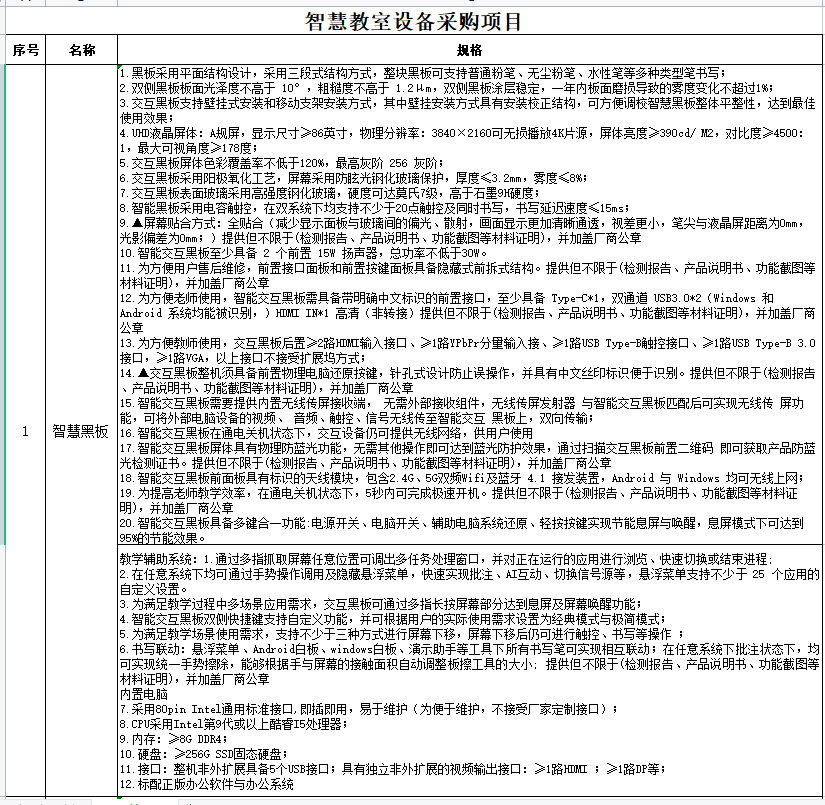 智慧教室设备采购项目
序号 名称 规格
1 智慧黑板
1.黑板采用平面结构设计，采用三段式结构方式，整块黑板可支持普通粉笔、无尘粉笔、水性笔等多种类型笔书写；
2.双侧黑板板面光泽度不高于 10°，粗糙度不高于 1.2μm，双侧黑板涂层稳定，一年内板面磨损导致的雾度变化不超过1%；
3.交互黑板支持壁挂式安装和移动支架安装方式，其中壁挂安装方式具有安装校正结构，可方便调校智慧黑板整体平整性，达到最佳
使用效果；
4.UHD液晶屏体：A规屏，显示尺寸≥86英寸，物理分辨率：3840×2160可无损播放4K片源，屏体亮度≥390cd/ M2，对比度≥4500:
1，最大可视角度≥178度；
5.交互黑板屏体色彩覆盖率不低于120%，最高灰阶 256 灰阶；
6.交互黑板采用阳极氧化工艺，屏幕采用防眩光钢化玻璃保护，厚度≤3.2mm，雾度≤8%；
7.交互黑板表面玻璃采用高强度钢化玻璃，硬度可达莫氏7级，高于石墨9H硬度；
8.智能黑板采用电容触控，在双系统下均支持不少于20点触控及同时书写，书写延迟速度≤15ms；
9.▲屏幕贴合方式：全贴合（减少显示面板与玻璃间的偏光、散射，画面显示更加清晰通透，视差更小，笔尖与液晶屏距离为0mm，
光影偏差为0mm；）提供但不限于(检测报告、产品说明书、功能截图等材料证明)，并加盖厂商公章
10.智能交互黑板至少具备 2 个前置 15W 扬声器，总功率不低于30W。
11.为方便用户售后维修，前置接口面板和前置按键面板具备隐藏式前拆式结构。提供但不限于(检测报告、产品说明书、功能截图等
材料证明)，并加盖厂商公章
12.为方便老师使用，智能交互黑板需具备带明确中文标识的前置接口，至少具备 Type-C*1，双通道 USB3.0*2（Windows 和
Android 系统均能被识别，）HDMI IN*1 高清（非转接）提供但不限于(检测报告、产品说明书、功能截图等材料证明)，并加盖厂商
公章
13.为方便教师使用，交互黑板后置≥2路HDMI输入接口、≥1路YPbPr分量输入接、≥1路USB Type-B触控接口、≥1路USB Type-B 3.0
接口，≥1路VGA，以上接口不接受扩展坞方式；
14.▲交互黑板整机须具备前置物理电脑还原按键，针孔式设计防止误操作，并具有中文丝印标识便于识别。提供但不限于(检测报告
、产品说明书、功能截图等材料证明)，并加盖厂商公章
15.智能交互黑板需要提供内置无线传屏接收端， 无需外部接收组件，无线传屏发射器 与智能交互黑板匹配后可实现无线传 屏功
能，可将外部电脑设备的视频、 音频、触控、信号无线传至智能交互 黑板上，双向传输；
16.智能交互黑板在通电关机状态下，交互设备仍可提供无线网络，供用户使用
17.智能交互黑板屏体具有物理防蓝光功能，无需其他操作即可达到蓝光防护效果，通过扫描交互黑板前置二维码 即可获取产品防蓝
光检测证书。提供但不限于(检测报告、产品说明书、功能截图等材料证明)，并加盖厂商公章
18.智能交互黑板前面板具有标识的天线模块，包含2.4G、5G双频Wifi及蓝牙 4.1 接发装置，Android 与 Windows 均可无线上网；
19.为提高老师教学效率，在通电关机状态下，5秒内可完成极速开机。提供但不限于(检测报告、产品说明书、功能截图等材料证
明)，并加盖厂商公章
20.智能交互黑板具备多键合一功能:电源开关、电脑开关、辅助电脑系统还原、轻按按键实现节能息屏与唤醒，息屏模式下可达到
95%的节能效果。
教学辅助系统：1.通过多指抓取屏幕任意位置可调出多任务处理窗口，并对正在运行的应用进行浏览、快速切换或结束进程；
2.在任意系统下均可通过手势操作调用及隐藏悬浮菜单，快速实现批注、AI互动、切换信号源等，悬浮菜单支持不少于 25 个应用的
自定义设置。
3.为满足教学过程中多场景应用需求，交互黑板可通过多指长按屏幕部分达到息屏及屏幕唤醒功能；
4.智能交互黑板双侧快捷键支持自定义功能，并可根据用户的实际使用需求设置为经典模式与极简模式；
5.为满足教学场景使用需求，支持不少于三种方式进行屏幕下移，屏幕下移后仍可进行触控、书写等操作 ；
6.书写联动：悬浮菜单、Android白板、windows白板、演示助手等工具下所有书写笔可实现相互联动；在任意系统下批注状态下，均
可实现统一手势擦除，能够根据手与屏幕的接触面积自动调整板擦工具的大小； 提供但不限于(检测报告、产品说明书、功能截图等
材料证明)，并加盖厂商公章
内置电脑
7.采用80pin Intel通用标准接口,即插即用，易于维护（为便于维护，不接受厂家定制接口）；
8.CPU采用Intel第9代或以上酷睿I5处理器；
9.内存：≥8G DDR4；
10.硬盘：≥256G SSD固态硬盘；
11.接口：整机非外扩展具备5个USB接口；具有独立非外扩展的视频输出接口：≥1路HDMI ；≥1路DP等；
12.标配正版办公软件与办公系统